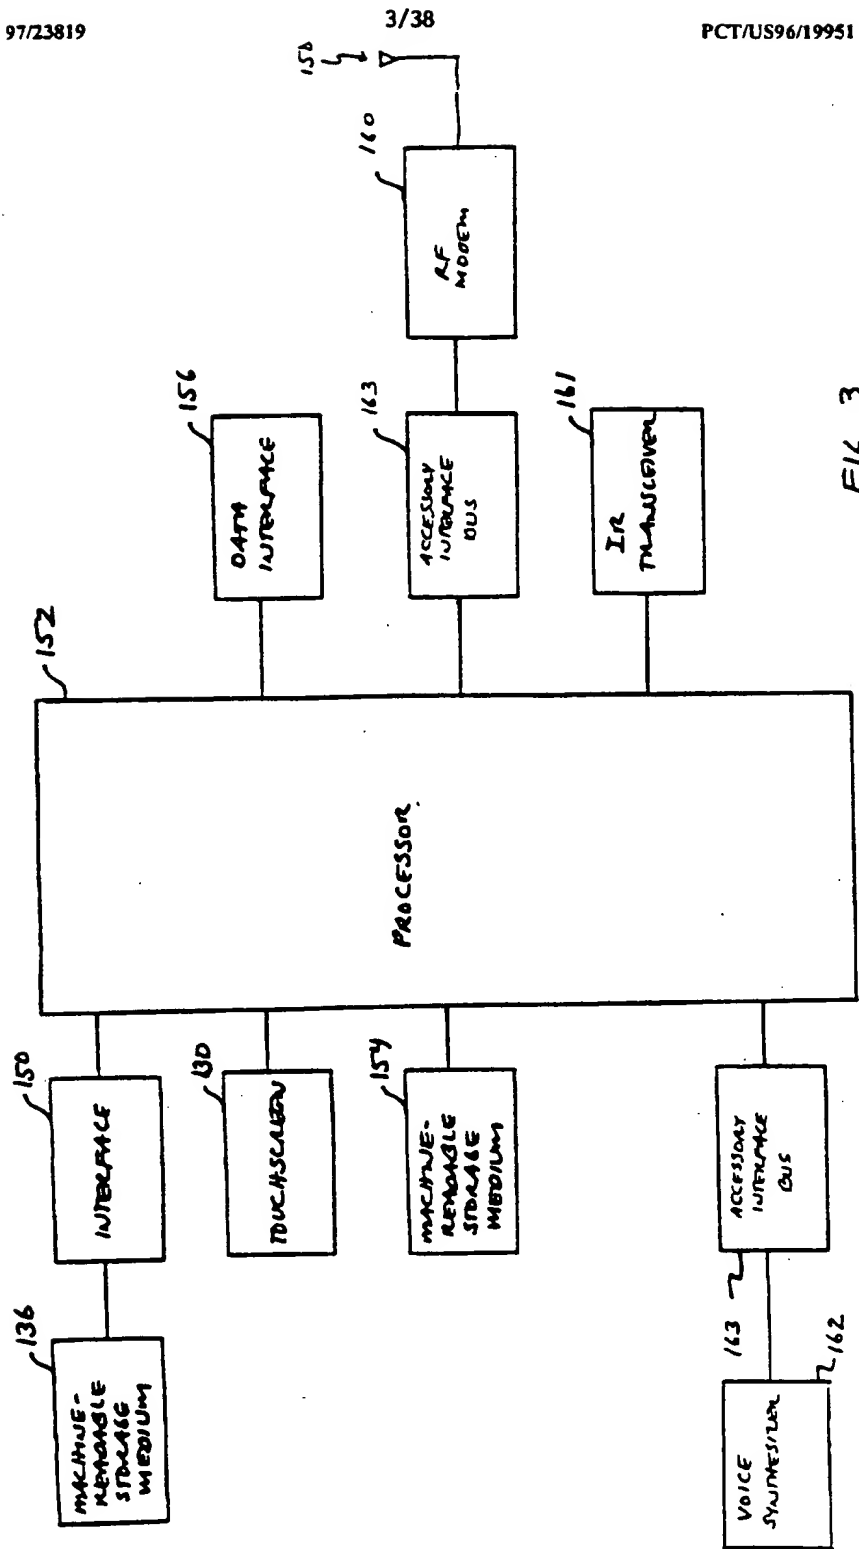 97/23819
3/38
PCT/US96/19951
158
160
RF
MODEM
156
DATA
INTERFACE
163
ACCESSORY
INTERFACE
BUS
161
IR
TRANSCEIVER
FIG. 3
152
PROCESSOR
150
INTERFACE
130
TOUCHSCREEN
154
MACHINE-
READABLE
STORAGE
MEDIUM
ACCESSORY
INTERFACE
BUS
163
136
MACHINE-
READABLE
STORAGE
MEDIUM
162
VOICE
SYNTHESIZER